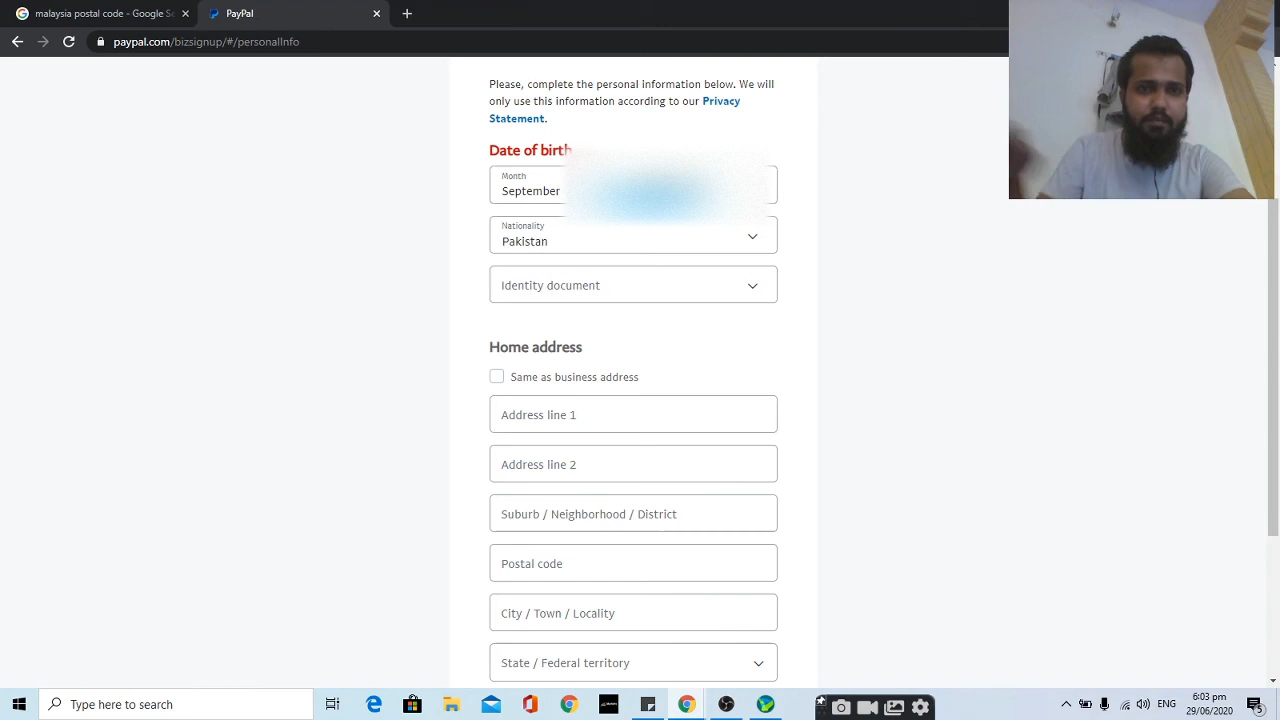 malaysia postal code - Google Se
PayPal
paypal.com/bizsignup/#/personalInfo
Please, complete the personal information below. We will
only use this information according to our Privacy
Statement.
Date of birth
Month
September
Nationality
Pakistan
Identity document
Home address
Same as business address
Address line 1
Address line 2
Suburb / Neighborhood / District
Postal code
City / Town / Locality
State / Federal territory
Type here to search
ENG
6:03 pm
29/06/2020
5